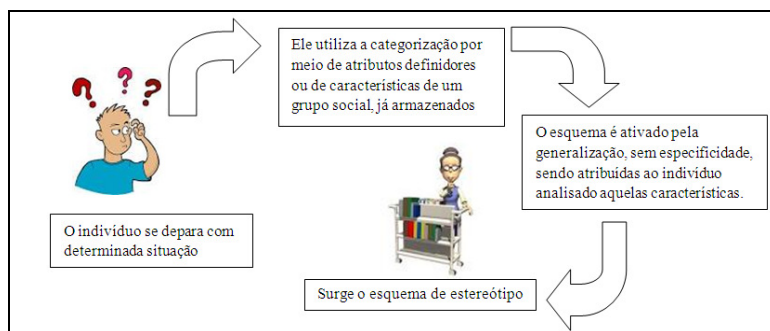 O indivíduo se depara com
determinada situação
Ele utiliza a categorização por
meio de atributos definidores
ou de características de um
grupo social, já armazenados
O esquema é ativado pela
generalização, sem especificidade,
sendo atribuídas ao indivíduo
analisado aquelas características.
Surge o esquema de estereótipo